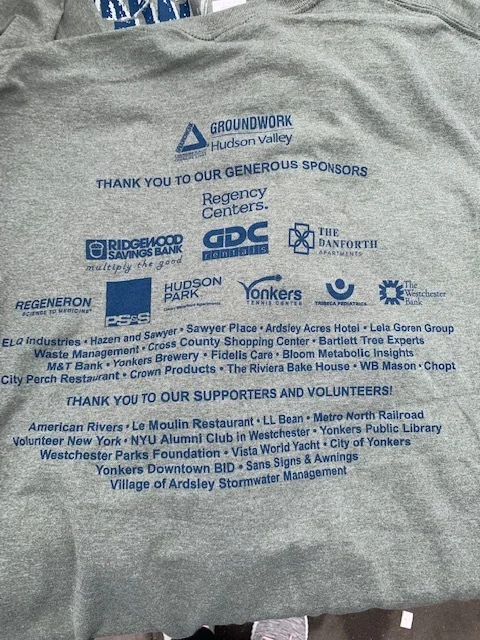 GROUNDWORK
Hudson Valley
THANK YOU TO OUR GENEROUS SPONSORS
Regency
Centers.
RIDGEWOOD
SAVINGS BANK
multiply the good
GDC
rentals
THE
DANFORTH
APARTMENTS
REGENERON
SCIENCE TO MEDICINE®
PS&S
HUDSON
PARK
Yonkers
TENNIS CENTER
TRIBECA PEDIATRICS
The
Westchester
Bank
ELQ Industries • Hazen and Sawyer • Sawyer Place • Ardsley Acres Hotel • Lela Goren Group
Waste Management • Cross County Shopping Center • Bartlett Tree Experts
M&T Bank • Yonkers Brewery • Fidelis Care • Bloom Metabolic Insights
City Perch Restaurant • Crown Products • The Riviera Bake House • WB Mason • Chopt
THANK YOU TO OUR SUPPORTERS AND VOLUNTEERS!
American Rivers • Le Moulin Restaurant • LL Bean • Metro North Railroad
Volunteer New York • NYU Alumni Club in Westchester • Yonkers Public Library
Westchester Parks Foundation • Vista World Yacht • City of Yonkers
Yonkers Downtown BID • Sans Signs & Awnings
Village of Ardsley Stormwater Management